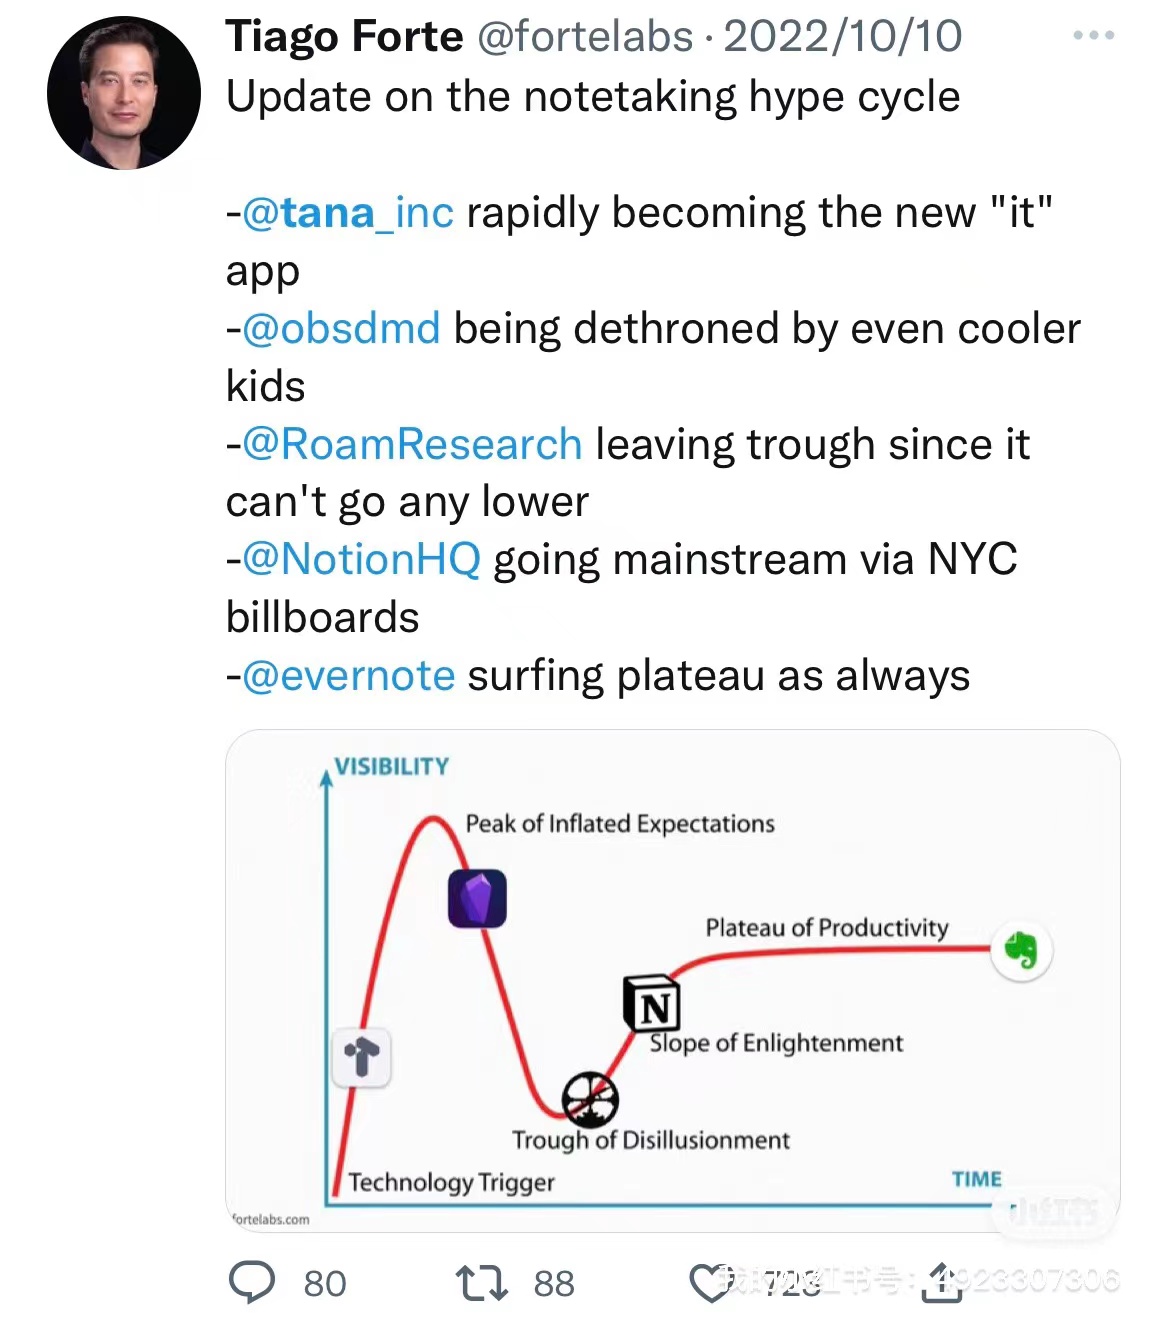 Tiago Forte @fortelabs · 2022/10/10
Update on the notetaking hype cycle
-@tana_inc rapidly becoming the new "it"
app
-@obsdmd being dethroned by even cooler
kids
-@RoamResearch leaving trough since it
can't go any lower
-@NotionHQ going mainstream via NYC
billboards
-@evernote surfing plateau as always
VISIBILITY
Peak of Inflated Expectations
Plateau of Productivity
N
Slope of Enlightenment
Trough of Disillusionment
Technology Trigger
TIME
fortelabs.com
小红书
80
88
我的小红书号：4923307306